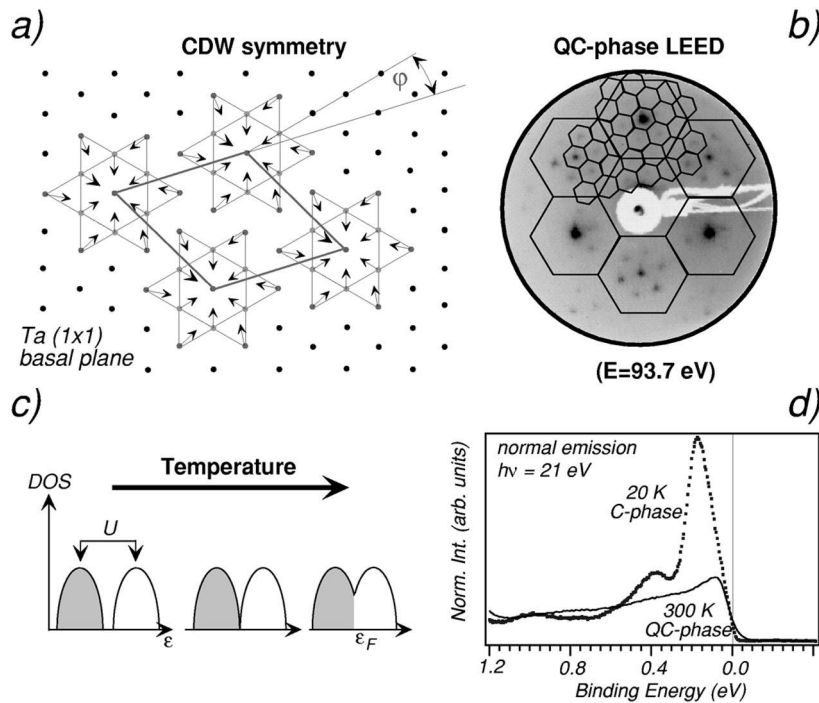 a)
CDW symmetry
φ
Ta (1x1)
basal plane
QC-phase LEED
b)
(E=93.7 eV)
c)
Temperature
DOS
U
ε
ε_F
d)
Norm. Int. (arb. units)
normal emission
hν = 21 eV
20 K
C-phase
300 K
QC-phase
1.2 0.8 0.4 0.0
Binding Energy (eV)